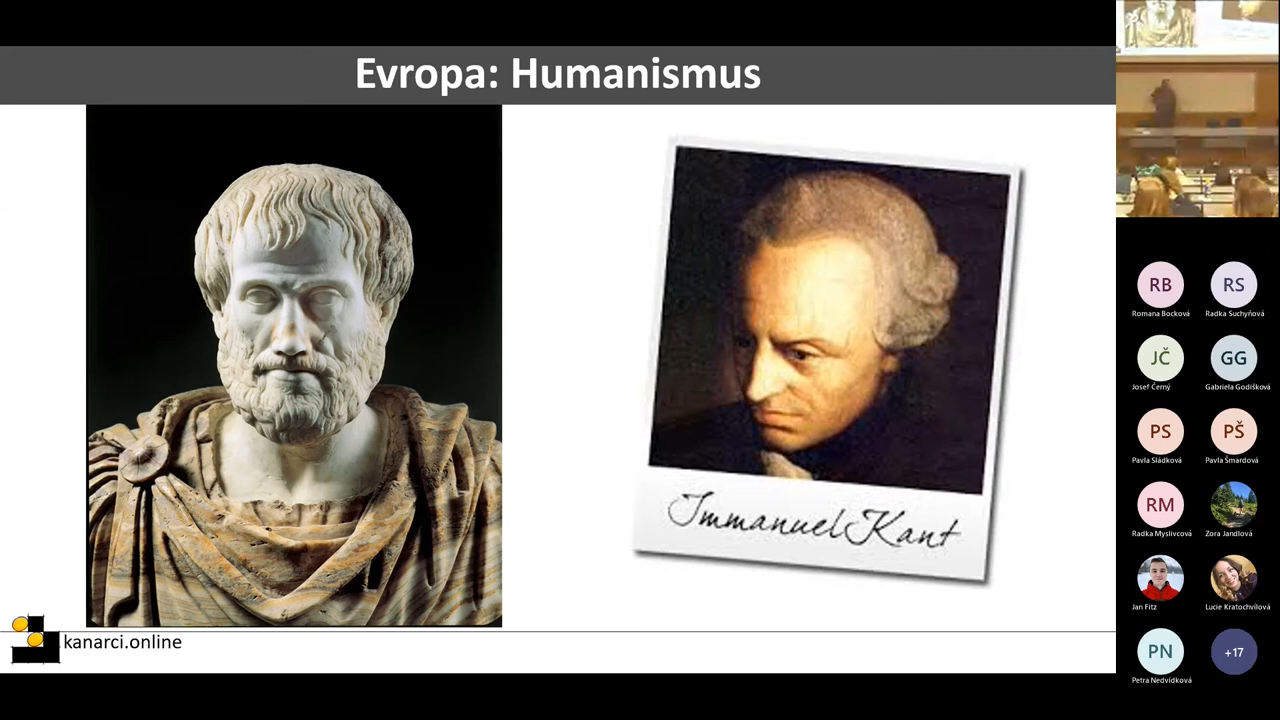 Evropa: Humanismus
Immanuel Kant
kanarci.online
RB
Romana Bocková
RS
Radka Suchyňová
JČ
Josef Černý
GG
Gabriela Godišková
PS
Pavla Sládková
PŠ
Pavla Šmardová
RM
Radka Myslivcová
Zora Jandlová
Jan Fitz
Lucie Kratochvílová
PN
Petra Nedvídková
+17